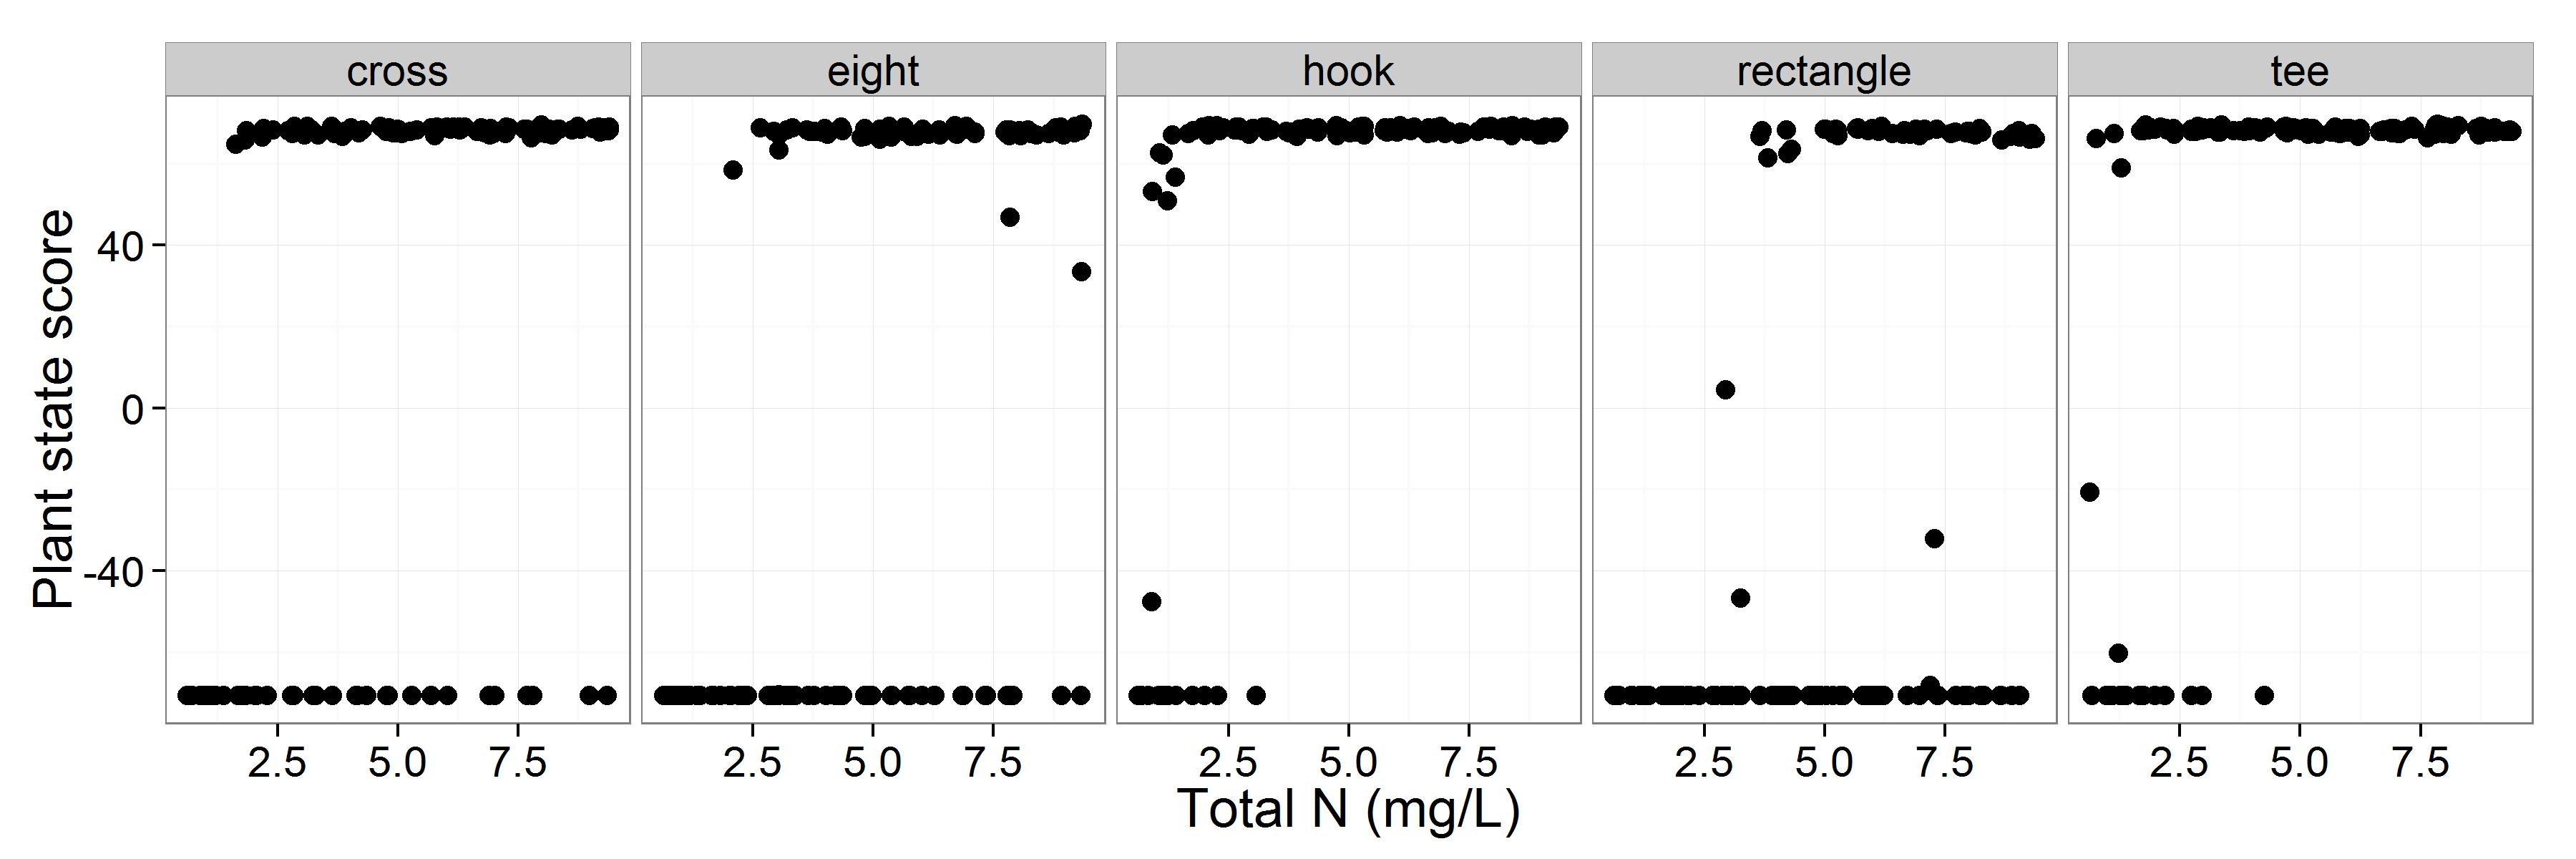 cross eight hook rectangle tee
Plant state score
40
0
-40
2.5 5.0 7.5 2.5 5.0 7.5 2.5 5.0 7.5 2.5 5.0 7.5 2.5 5.0 7.5
Total N (mg/L)